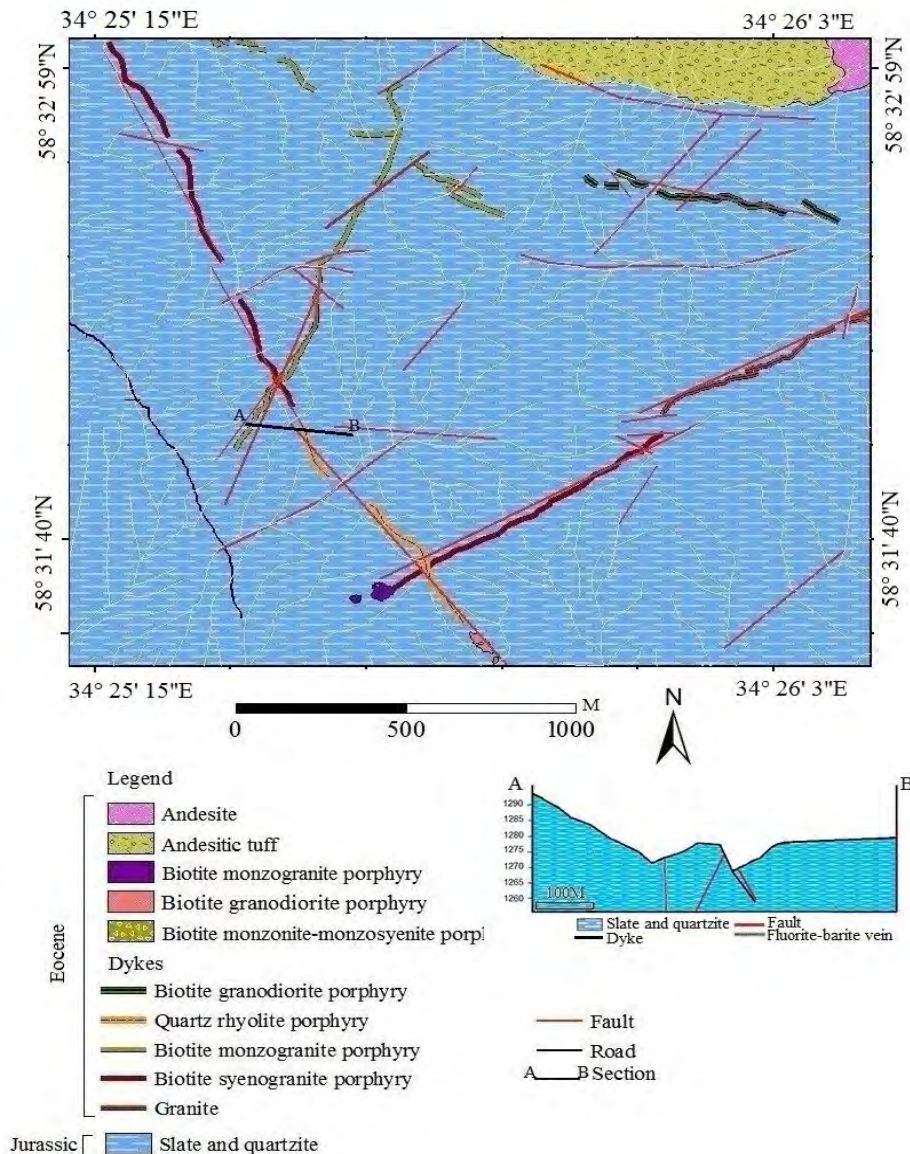 34° 25' 15"E
34° 26' 3"E
58° 32' 59"N
58° 32' 59"N
A
B
58° 31' 40"N
58° 31' 40"N
34° 25' 15"E
34° 26' 3"E
M
0 500 1000
N
Legend
Eocene
Andesite
Andesitic tuff
Biotite monzogranite porphyry
Biotite granodiorite porphyry
Biotite monzonite-monzosyenite porpl
Dykes
Biotite granodiorite porphyry
Quartz rhyolite porphyry
Biotite monzogranite porphyry
Biotite syenogranite porphyry
Granite
Jurassic
Slate and quartzite
A
B
1290
1285
1280
1275
1270
1265
1260
100M
Slate and quartzite
Fault
Dyke
Fluorite-barite vein
Fault
Road
A B Section